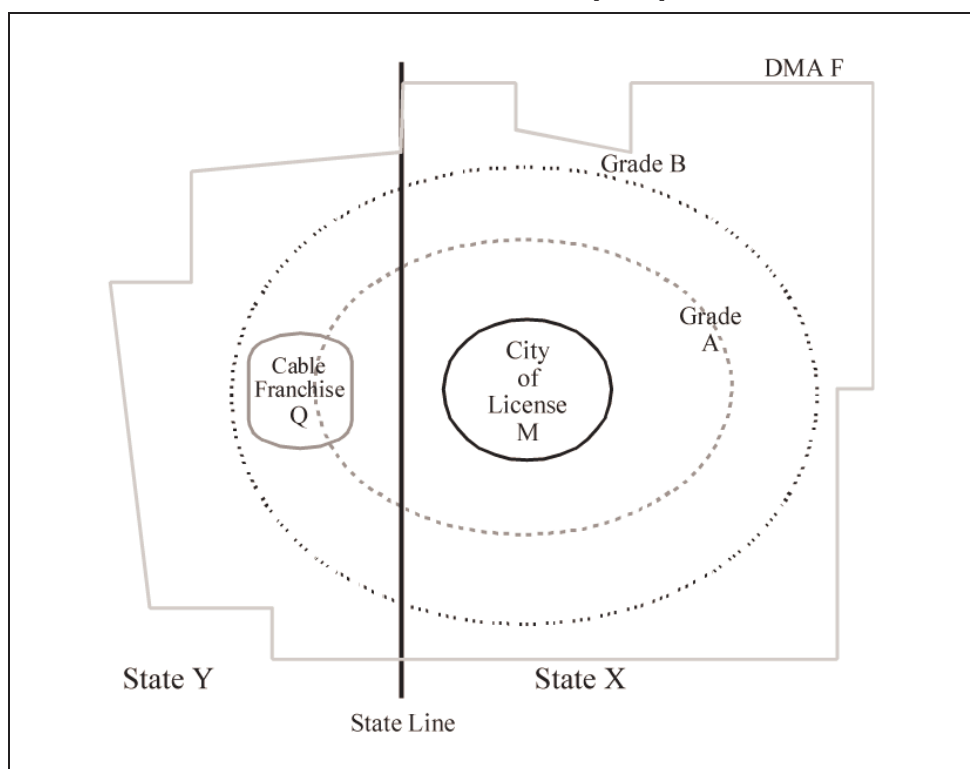 DMA F
Grade B
Grade
A
City
of
License
M
Cable
Franchise
Q
State Y
State X
State Line